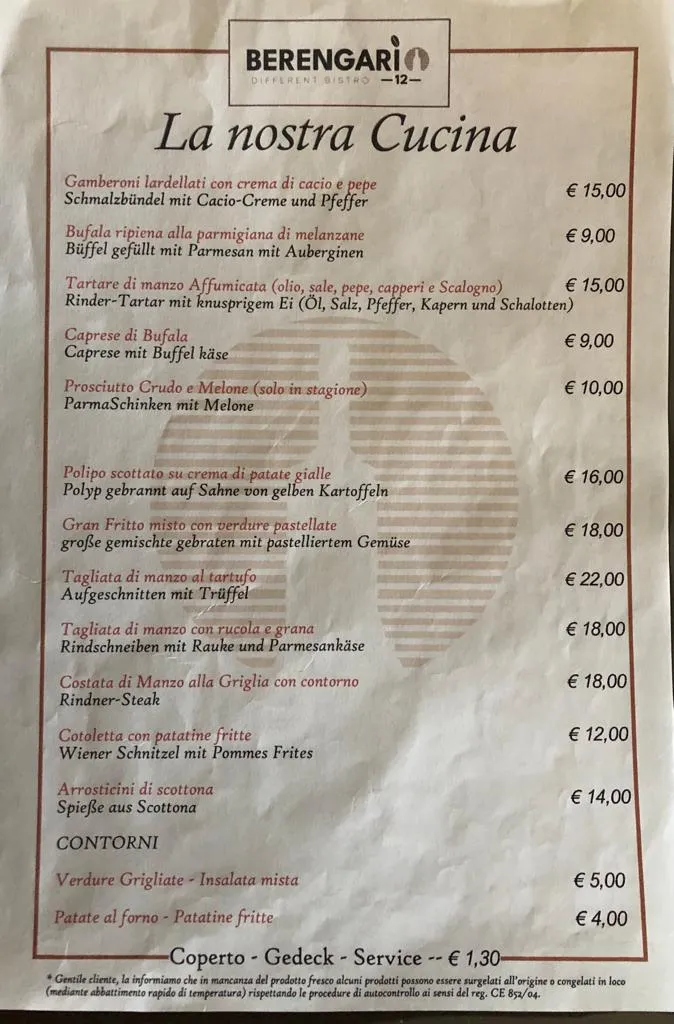 BERENGARÌO
DIFFERENT BISTRO —12—
La nostra Cucina
Gamberoni lardellati con crema di cacio e pepe € 15,00
Schmalzbündel mit Cacio-Creme und Pfeffer
Bufala ripiena alla parmigiana di melanzane € 9,00
Büffel gefüllt mit Parmesan mit Auberginen
Tartare di manzo Affumicata (olio, sale, pepe, capperi e Scalogno) € 15,00
Rinder-Tartar mit knusprigem Ei (Öl, Salz, Pfeffer, Kapern und Schalotten)
Caprese di Bufala € 9,00
Caprese mit Buffel käse
Prosciutto Crudo e Melone (solo in stagione) € 10,00
ParmaSchinken mit Melone
Polipo scottato su crema di patate gialle € 16,00
Polyp gebrannt auf Sahne von gelben Kartoffeln
Gran Fritto misto con verdure pastellate € 18,00
große gemischte gebraten mit pastelliertem Gemüse
Tagliata di manzo al tartufo € 22,00
Aufgeschnitten mit Trüffel
Tagliata di manzo con rucola e grana € 18,00
Rindschneiben mit Rauke und Parmesankäse
Costata di Manzo alla Griglia con contorno € 18,00
Rindner-Steak
Cotoletta con patatine fritte € 12,00
Wiener Schnitzel mit Pommes Frites
Arrosticini di scottona € 14,00
Spieße aus Scottona
CONTORNI
Verdure Grigliate - Insalata mista € 5,00
Patate al forno - Patatine fritte € 4,00
Coperto - Gedeck - Service -- € 1,30
* Gentile cliente, la informiamo che in mancanza del prodotto fresco alcuni prodotti possono essere surgelati all'origine o congelati in loco
(mediante abbattimento rapido di temperatura) rispettando le procedure di autocontrollo ai sensi del reg. CE 852/04.